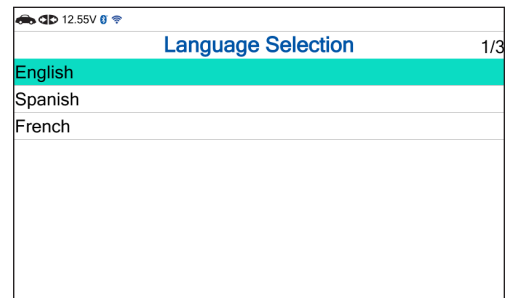 12.55V
Language Selection 1/3
English
Spanish
French